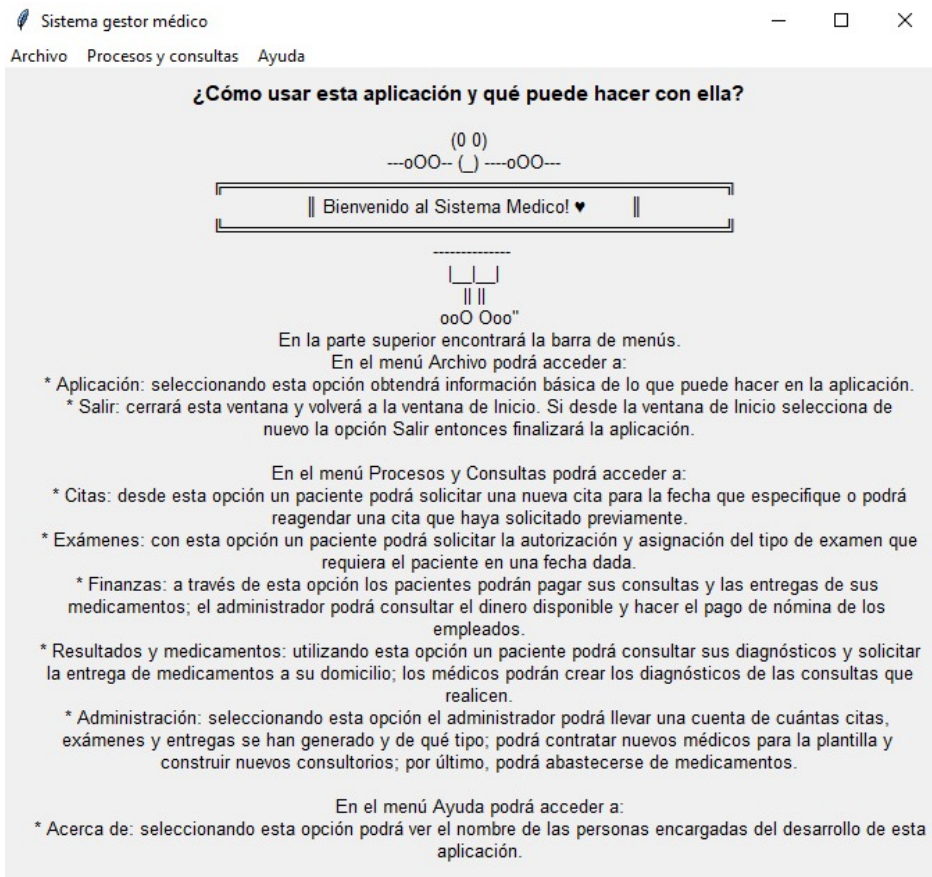 Sistema gestor médico
Archivo Procesos y consultas Ayuda
¿Cómo usar esta aplicación y qué puede hacer con ella?
(0 0)
---oOO-- (_) ----oOO---
╔═══════════════════════════╗
║ Bienvenido al Sistema Medico! ♥ ║
╚═══════════════════════════╝
--------------
|__|__|
|| ||
ooO Ooo"
En la parte superior encontrará la barra de menús.
En el menú Archivo podrá acceder a:
* Aplicación: seleccionando esta opción obtendrá información básica de lo que puede hacer en la aplicación.
* Salir: cerrará esta ventana y volverá a la ventana de Inicio. Si desde la ventana de Inicio selecciona de
nuevo la opción Salir entonces finalizará la aplicación.
En el menú Procesos y Consultas podrá acceder a:
* Citas: desde esta opción un paciente podrá solicitar una nueva cita para la fecha que especifique o podrá
reagendar una cita que haya solicitado previamente.
* Exámenes: con esta opción un paciente podrá solicitar la autorización y asignación del tipo de examen que
requiera el paciente en una fecha dada.
* Finanzas: a través de esta opción los pacientes podrán pagar sus consultas y las entregas de sus
medicamentos; el administrador podrá consultar el dinero disponible y hacer el pago de nómina de los
empleados.
* Resultados y medicamentos: utilizando esta opción un paciente podrá consultar sus diagnósticos y solicitar
la entrega de medicamentos a su domicilio; los médicos podrán crear los diagnósticos de las consultas que
realicen.
* Administración: seleccionando esta opción el administrador podrá llevar una cuenta de cuántas citas,
exámenes y entregas se han generado y de qué tipo; podrá contratar nuevos médicos para la plantilla y
construir nuevos consultorios; por último, podrá abastecerse de medicamentos.
En el menú Ayuda podrá acceder a:
* Acerca de: seleccionando esta opción podrá ver el nombre de las personas encargadas del desarrollo de esta
aplicación.